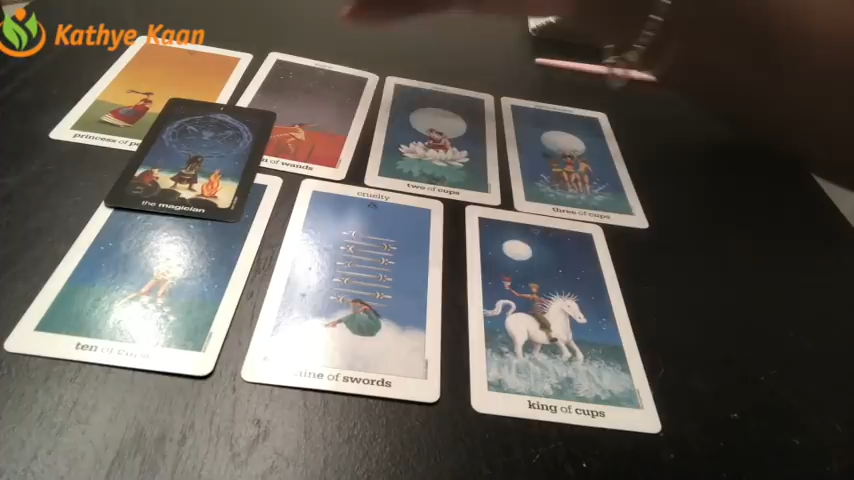 Kathye Kaan
princess of
of wands
two of cups
three of cups
the magician
cruelty
ten of cups
nine of swords
king of cups